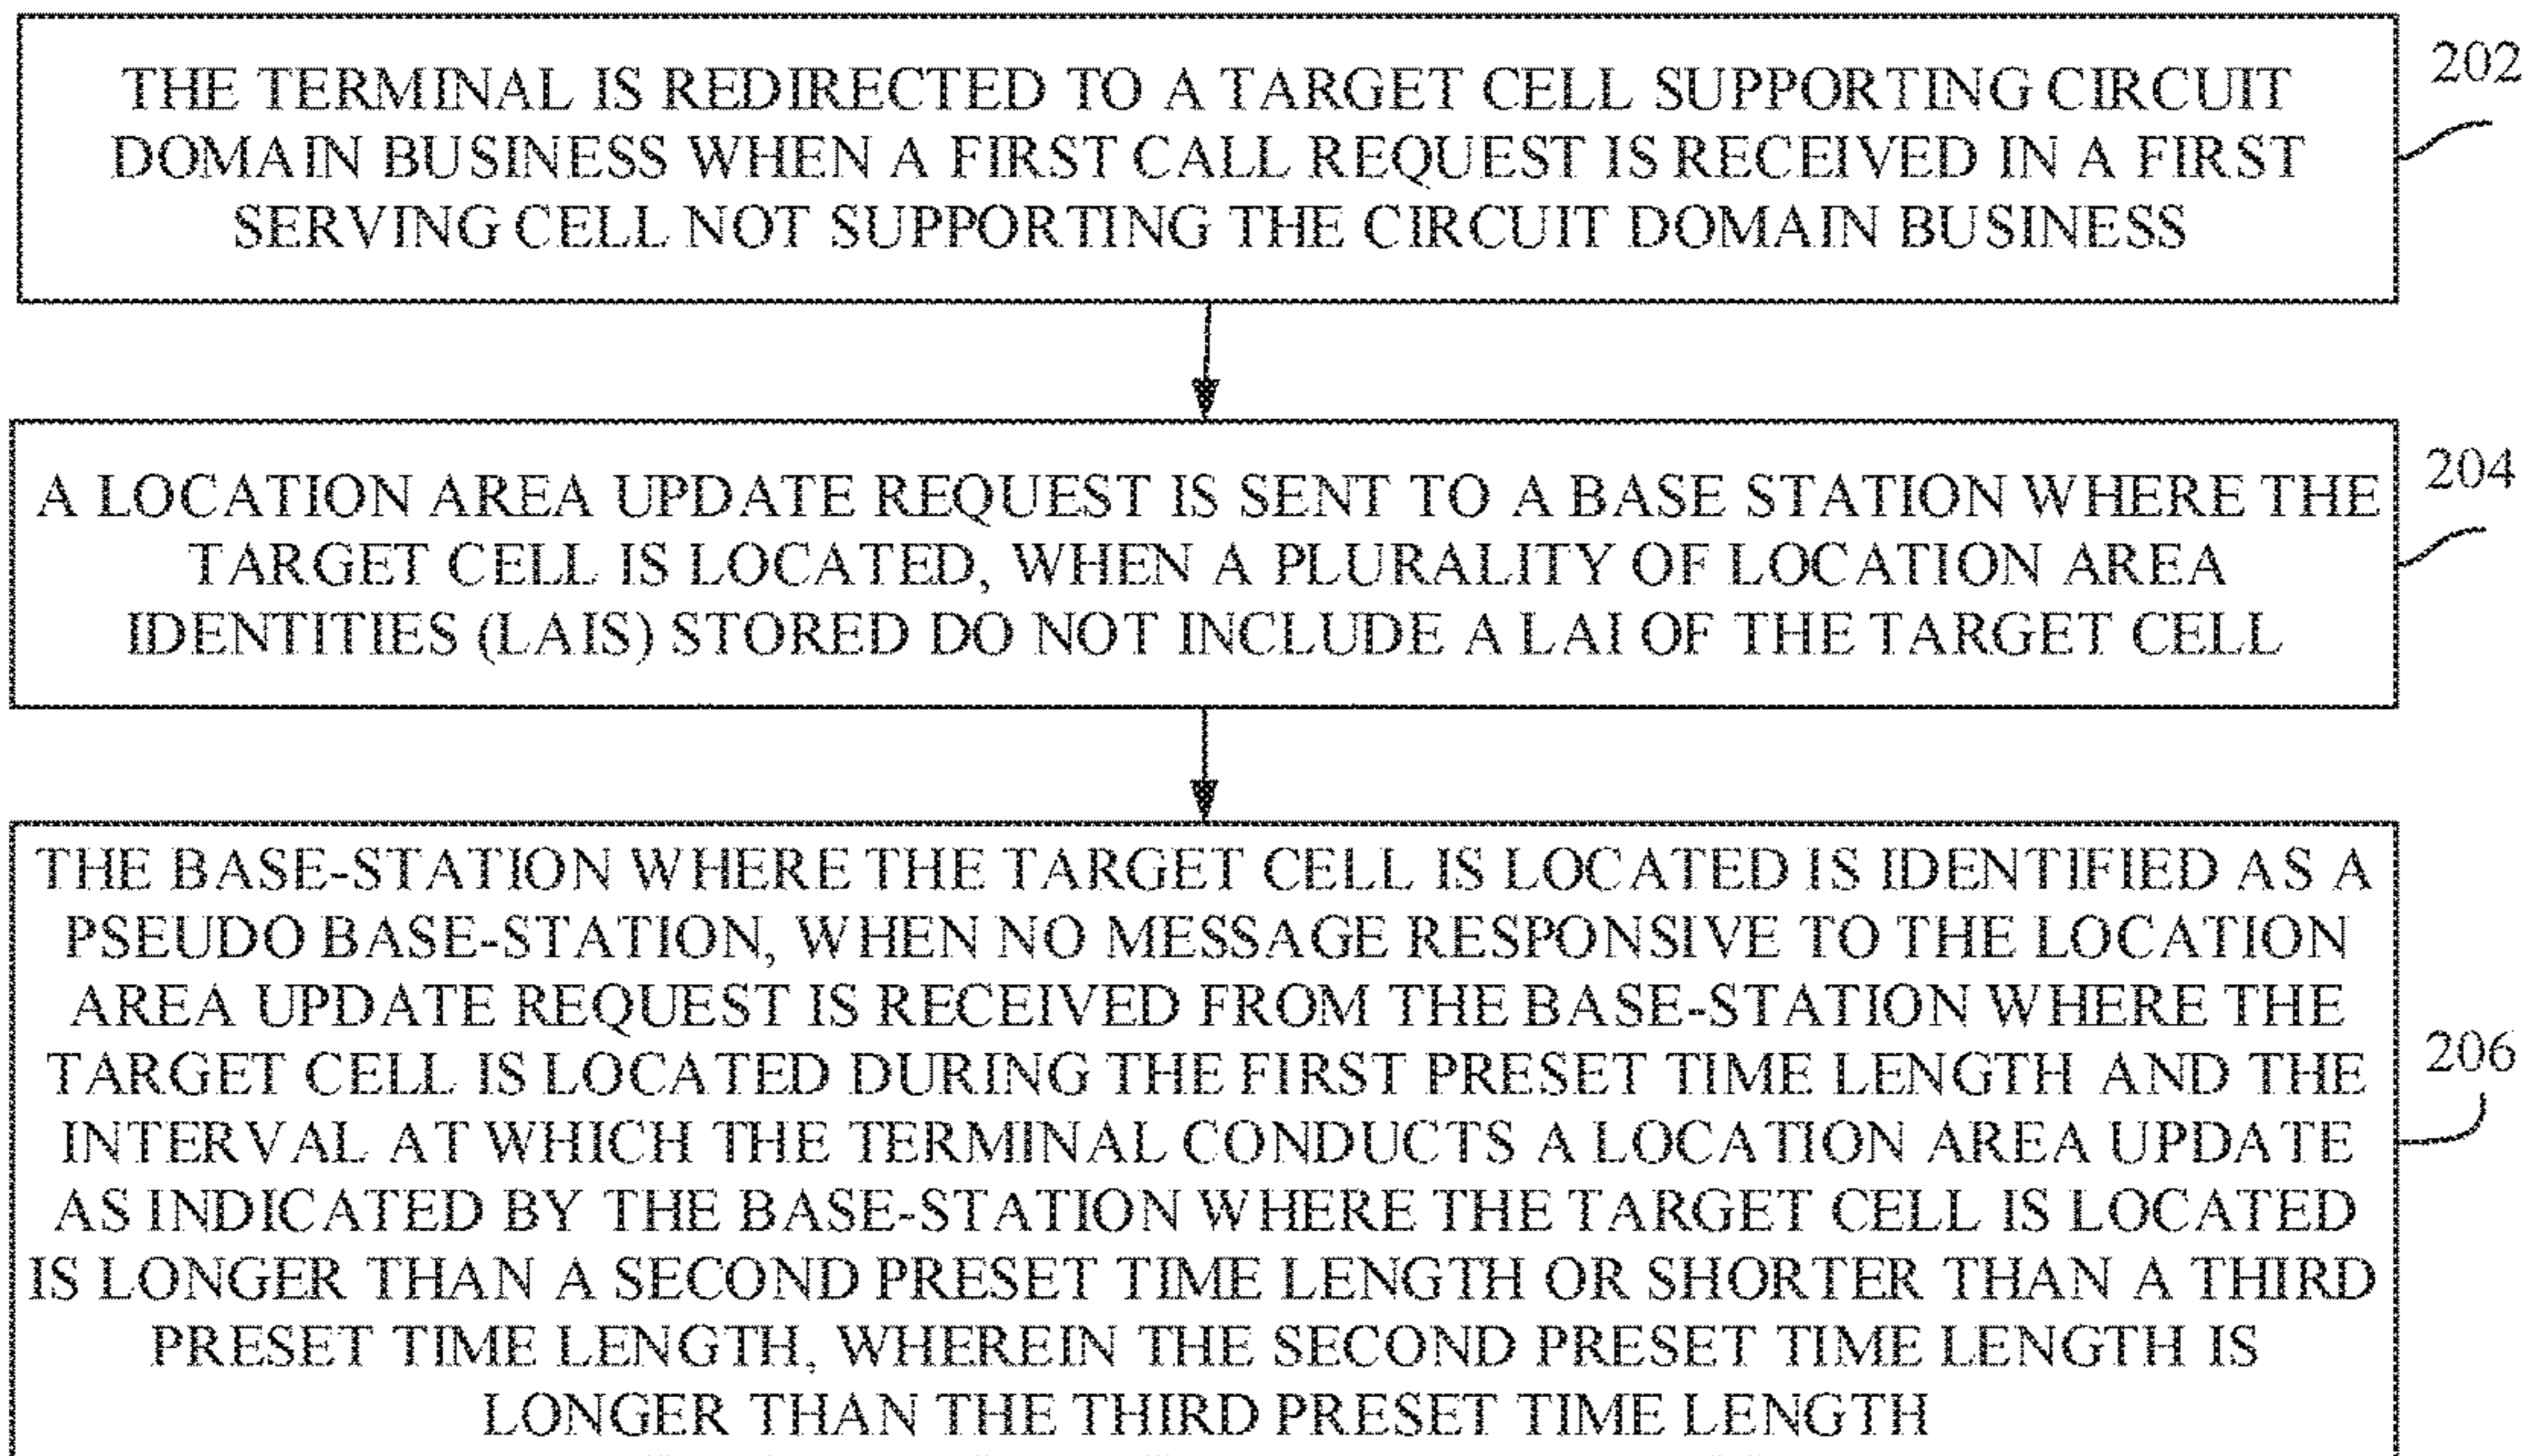 THE TERMINAL IS REDIRECTED TO A TARGET CELL SUPPORTING CIRCUIT
DOMAIN BUSINESS WHEN A FIRST CALL REQUEST IS RECEIVED IN A FIRST
SERVING CELL NOT SUPPORTING THE CIRCUIT DOMAIN BUSINESS
202
A LOCATION AREA UPDATE REQUEST IS SENT TO A BASE STATION WHERE THE
TARGET CELL IS LOCATED, WHEN A PLURALITY OF LOCATION AREA
IDENTITIES (LAIS) STORED DO NOT INCLUDE A LAI OF THE TARGET CELL
204
THE BASE-STATION WHERE THE TARGET CELL IS LOCATED IS IDENTIFIED AS A
PSEUDO BASE-STATION, WHEN NO MESSAGE RESPONSIVE TO THE LOCATION
AREA UPDATE REQUEST IS RECEIVED FROM THE BASE-STATION WHERE THE
TARGET CELL IS LOCATED DURING THE FIRST PRESET TIME LENGTH AND THE
INTERVAL AT WHICH THE TERMINAL CONDUCTS A LOCATION AREA UPDATE
AS INDICATED BY THE BASE-STATION WHERE THE TARGET CELL IS LOCATED
IS LONGER THAN A SECOND PRESET TIME LENGTH OR SHORTER THAN A THIRD
PRESET TIME LENGTH, WHEREIN THE SECOND PRESET TIME LENGTH IS
LONGER THAN THE THIRD PRESET TIME LENGTH
206